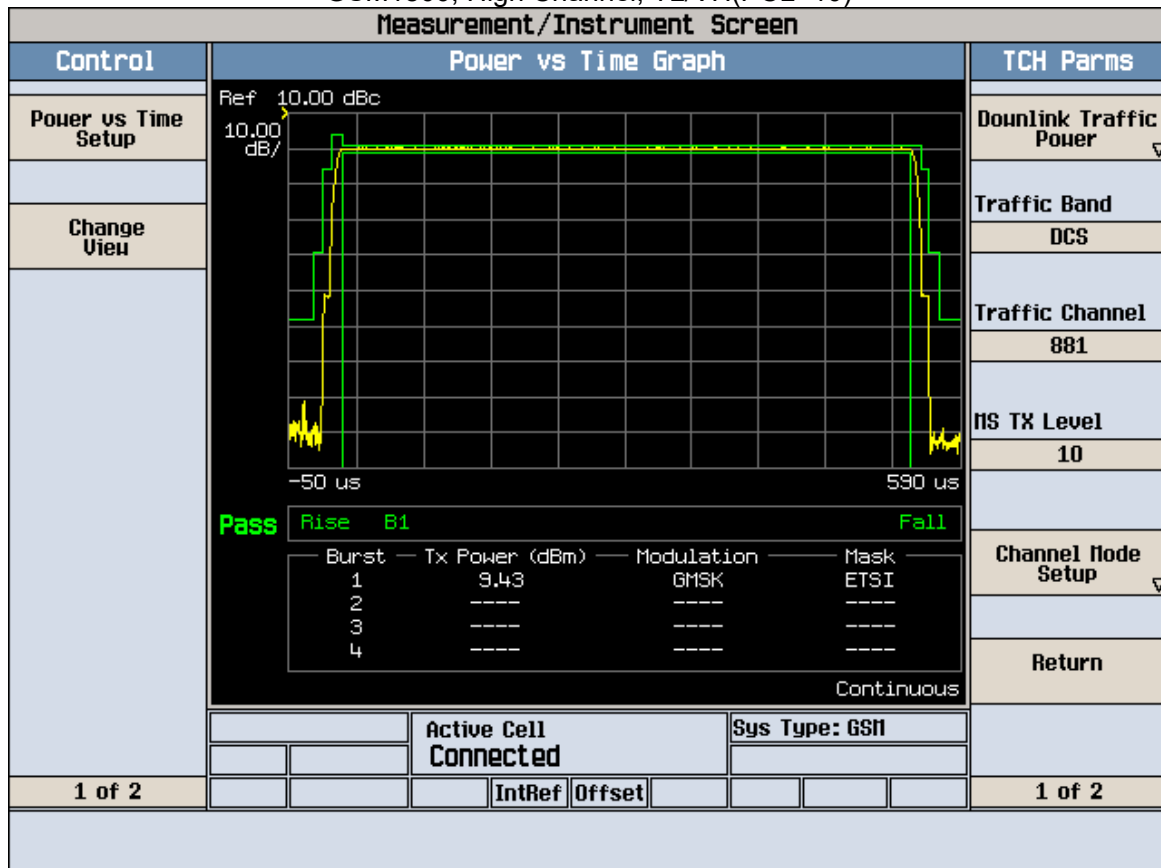 Measurement/Instrument Screen
Control
Power vs Time Graph
TCH Parms
Power vs Time
Setup
Change
View
1 of 2
Ref 10.00 dBc
10.00
dB/
-50 us
590 us
Pass
Rise B1 Fall
Burst Tx Power (dBm) Modulation Mask
1 9.43 GMSK ETSI
2 ---- ---- ----
3 ---- ---- ----
4 ---- ---- ----
Continuous
Active Cell
Connected
Sys Type: GSM
IntRef Offset
Downlink Traffic
Power
Traffic Band
DCS
Traffic Channel
881
MS TX Level
10
Channel Mode
Setup
Return
1 of 2